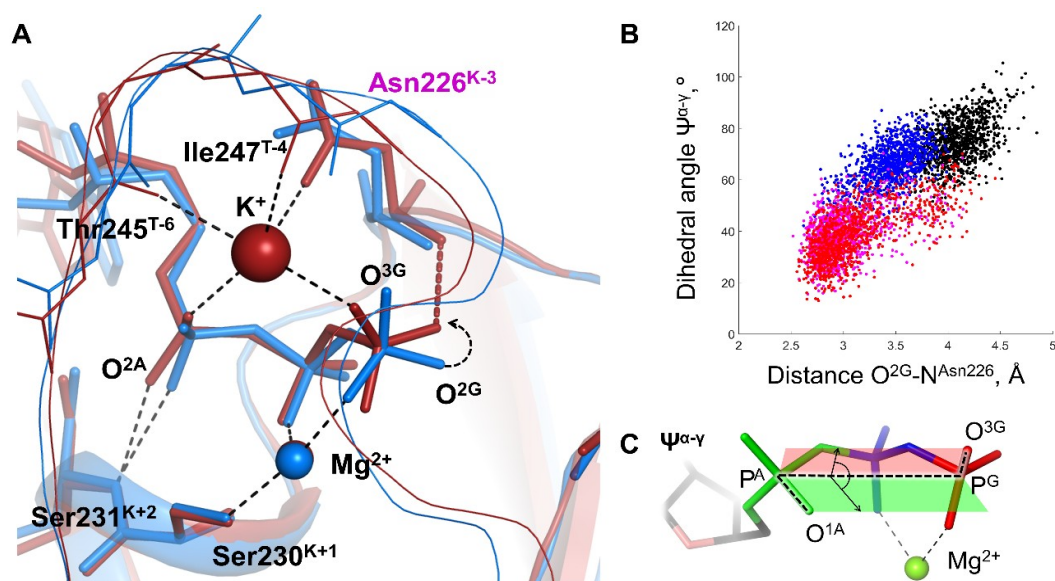 A
Asn226ᴷ⁻³
Ile247ᵀ⁻⁴
K⁺
Thr245ᵀ⁻⁶
O³ᴳ
O²ᴬ
O²ᴳ
Mg²⁺
Ser231ᴷ⁺²
Ser230ᴷ⁺¹
B
Dihedral angle Ψᵅ⁻ᵞ, º
120
100
80
60
40
20
0
2 2.5 3 3.5 4 4.5 5
Distance O²ᴳ-Nᴬˢⁿ²²⁶, Å
C
Ψᵅ⁻ᵞ
O³ᴳ
Pᴬ
Pᴳ
O¹ᴬ
Mg²⁺